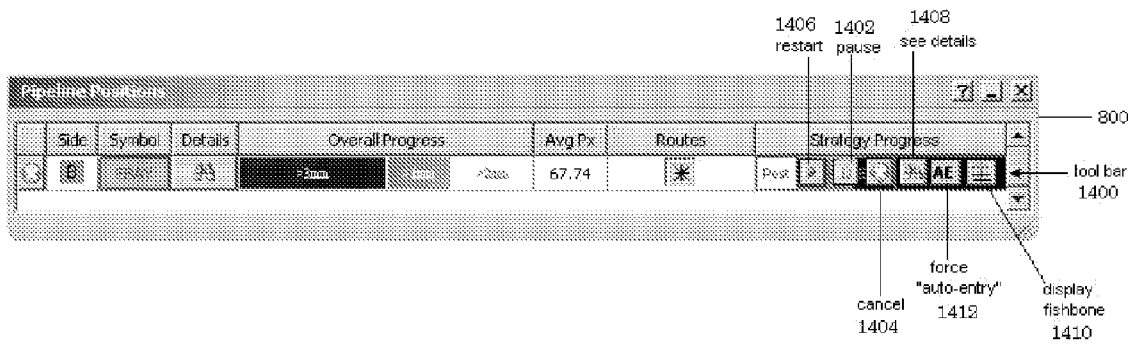 1406 restart
1402 pause
1408 see details
Pipeline Positions
800
Side Symbol Details Overall Progress Avg Px Routes Strategy Progress
B 67.74 Post AE
tool bar 1400
cancel 1404
force "auto-entry" 1412
display fishbone 1410